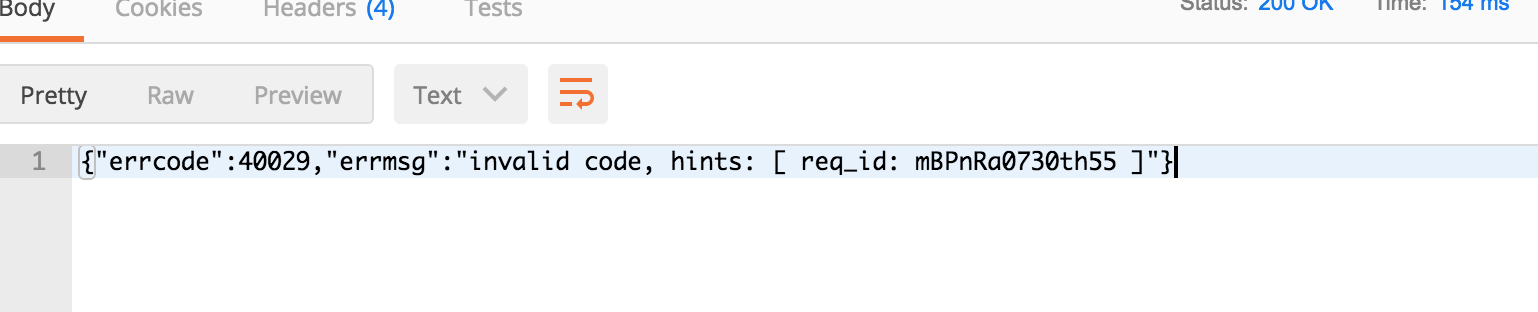 Body Cookies Headers (4) Tests Status: 200 OK Time: 154 ms
Pretty Raw Preview Text
1 {"errcode":40029,"errmsg":"invalid code, hints: [ req_id: mBPnRa0730th55 ]"}